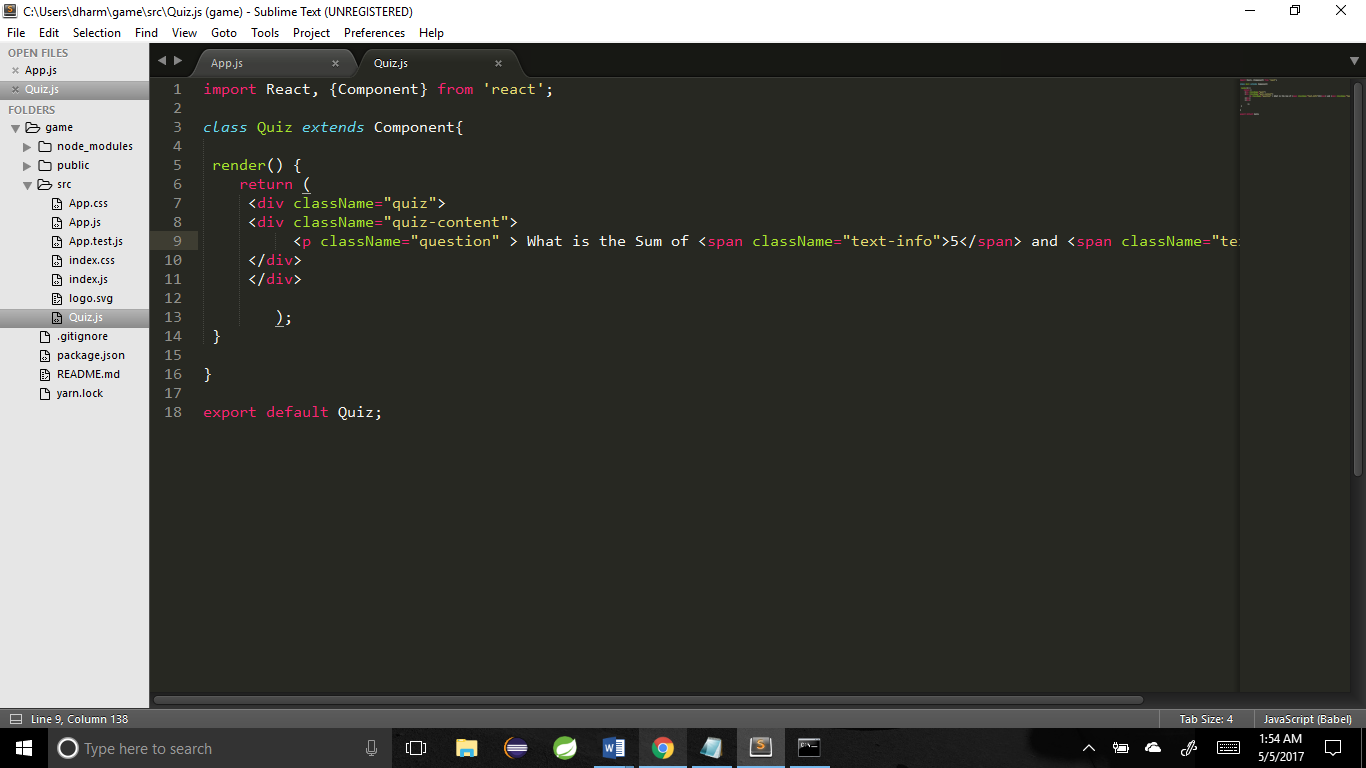 C:\Users\dharm\game\src\Quiz.js (game) - Sublime Text (UNREGISTERED)
File Edit Selection Find View Goto Tools Project Preferences Help
OPEN FILES
App.js
Quiz.js
FOLDERS
game
node_modules
public
src
App.css
App.js
App.test.js
index.css
index.js
logo.svg
Quiz.js
.gitignore
package.json
README.md
yarn.lock
App.js Quiz.js
1 import React, {Component} from 'react';
2
3 class Quiz extends Component{
4
5 render() {
6 return (
7 <div className="quiz">
8 <div className="quiz-content">
9 <p className="question" > What is the Sum of <span className="text-info">5</span> and <span className="te
10 </div>
11 </div>
12
13 );
14 }
15
16 }
17
18 export default Quiz;
Line 9, Column 138
Tab Size: 4 JavaScript (Babel)
Type here to search
1:54 AM
5/5/2017